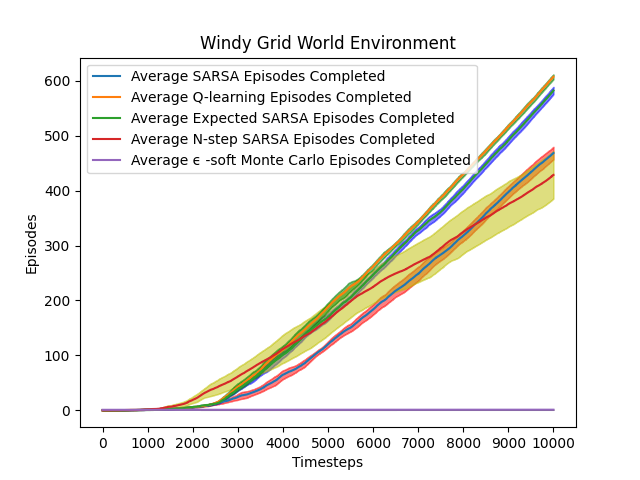 Windy Grid World Environment
Average SARSA Episodes Completed
Average Q-learning Episodes Completed
Average Expected SARSA Episodes Completed
Average N-step SARSA Episodes Completed
Average ϵ -soft Monte Carlo Episodes Completed
600
500
400
300
200
100
0
Episodes
0 1000 2000 3000 4000 5000 6000 7000 8000 9000 10000
Timesteps